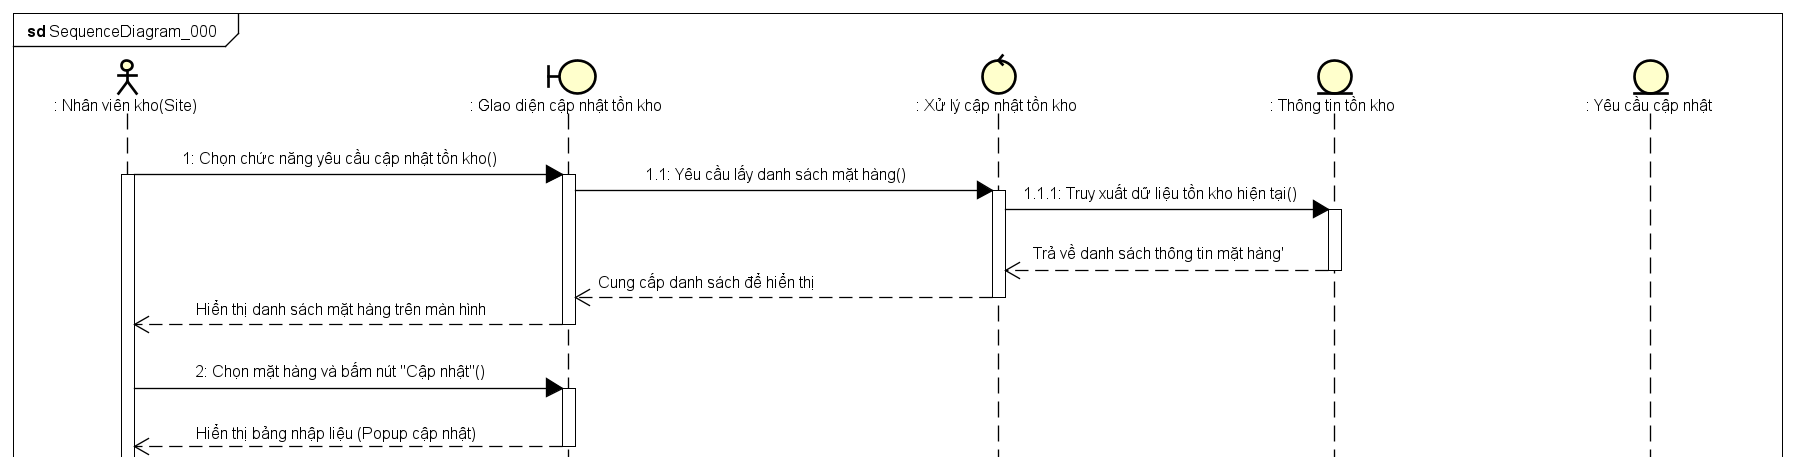 sd SequenceDiagram_000
: Nhân viên kho(Site)
: Giao diện cập nhật tồn kho
: Xử lý cập nhật tồn kho
: Thông tin tồn kho
: Yêu cầu cập nhật
1: Chọn chức năng yêu cầu cập nhật tồn kho()
1.1: Yêu cầu lấy danh sách mặt hàng()
1.1.1: Truy xuất dữ liệu tồn kho hiện tại()
Trả về danh sách thông tin mặt hàng'
Cung cấp danh sách để hiển thị
Hiển thị danh sách mặt hàng trên màn hình
2: Chọn mặt hàng và bấm nút "Cập nhật"()
Hiển thị bảng nhập liệu (Popup cập nhật)